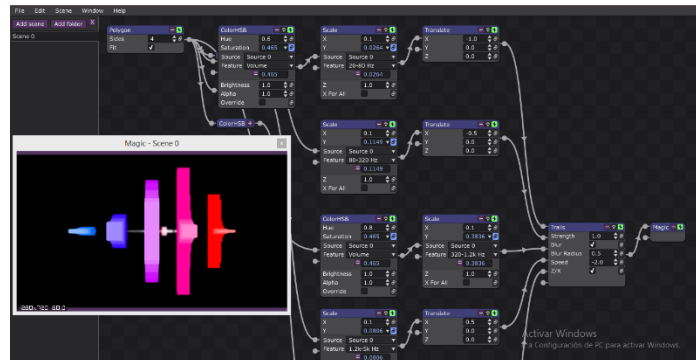 File Edit Scene Window Help
Add scene Add folder X
Scene 0
Polygon
Sides 4
Fit
ColorHSB
Hue 0.6
Saturation 0.465
Source Source 0
Feature Volume
= 0.465
Brightness 1.0
Alpha 1.0
Override
ColorHSB +
Scale
X 0.1
Y 0.0264
Source Source 0
Feature 20-80 Hz
= 0.0264
Z 1.0
X For All
Translate
X -1.0
Y 0.0
Z 0.0
Scale
X 0.1
Y 0.1149
Source Source 0
Feature 80-320 Hz
= 0.1149
Z 1.0
X For All
Translate
X -0.5
Y 0.0
Z 0.0
Magic - Scene 0
x
ColorHSB
Hue 0.8
Saturation 0.465
Source Source 0
Feature Volume
= 0.465
Brightness 1.0
Alpha 1.0
Override
Scale
X 0.1
Y 0.3836
Source Source 0
Feature 320-1.2k Hz
= 0.3836
Z 1.0
X For All
Trails
Strength 1.0
Blur
Blur Radius 0.5
Speed -2.0
Z/R
Magic
Scale
X 0.1
Y 0.0806
Source Source 0
Feature 1.2k-5k Hz
= 0.0806
Translate
X 0.5
Y 0.0
Z 0.0
Activar Windows
a Configuración de PC para activar Windows.